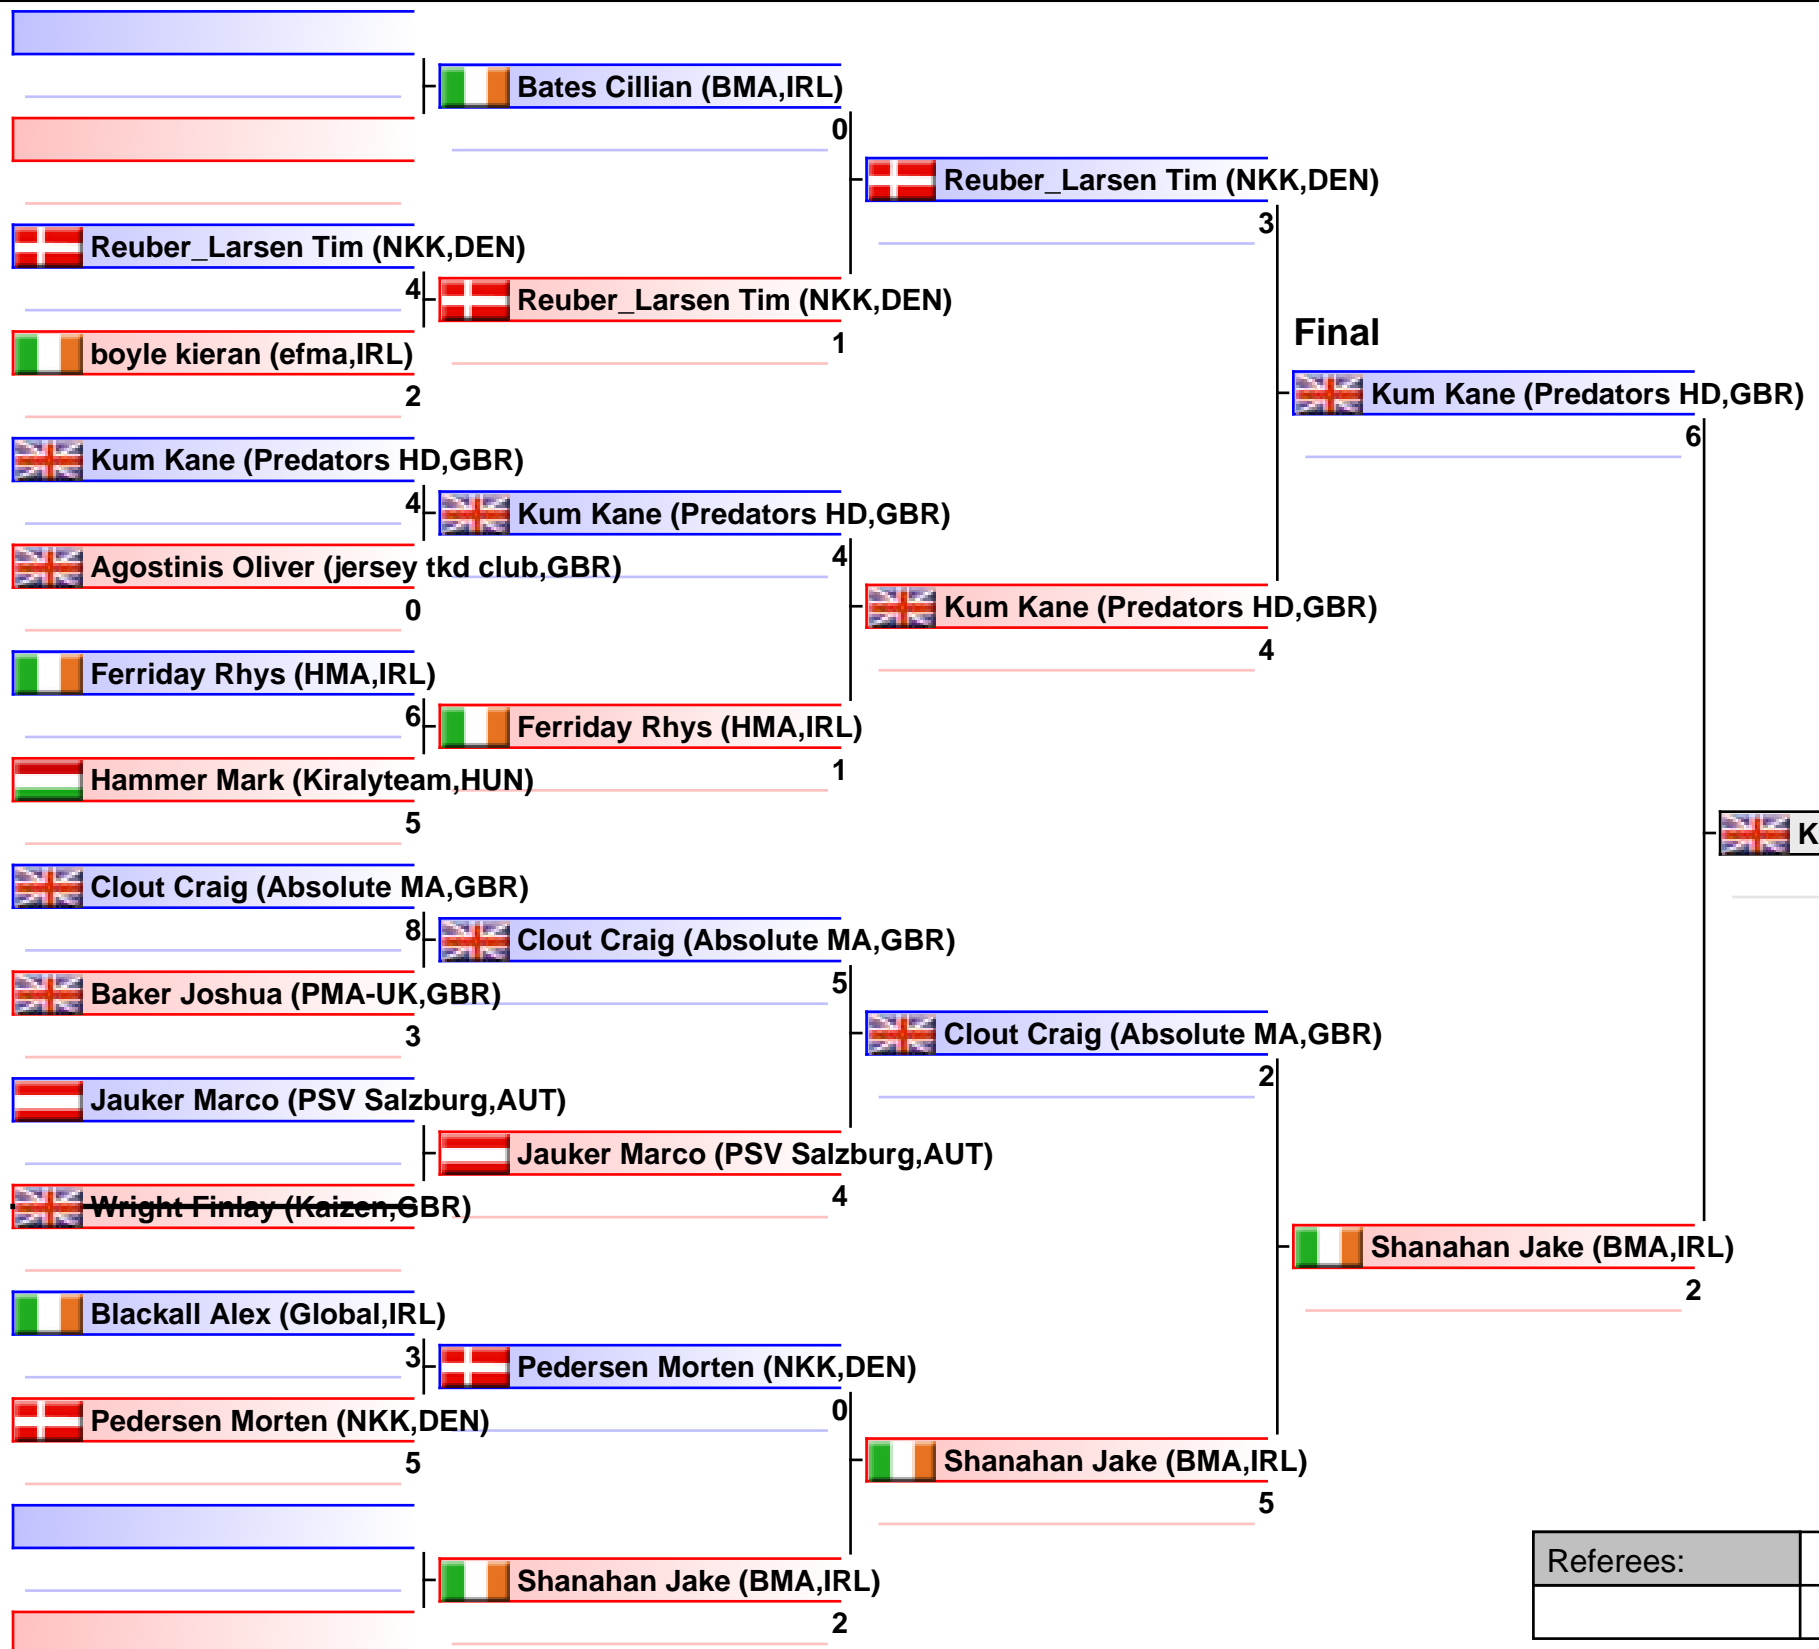 Bates Cillian (BMA,IRL)
0
Reuber_Larsen Tim (NKK,DEN)
3
Reuber_Larsen Tim (NKK,DEN)
4
Reuber_Larsen Tim (NKK,DEN)
1
boyle kieran (efma,IRL)
2
Final
Kum Kane (Predators HD,GBR)
6
Kum Kane (Predators HD,GBR)
4
Kum Kane (Predators HD,GBR)
4
Agostinis Oliver (jersey tkd club,GBR)
0
Kum Kane (Predators HD,GBR)
4
Ferriday Rhys (HMA,IRL)
6
Ferriday Rhys (HMA,IRL)
1
Hammer Mark (Kiralyteam,HUN)
5
K
Clout Craig (Absolute MA,GBR)
8
Clout Craig (Absolute MA,GBR)
5
Baker Joshua (PMA-UK,GBR)
3
Clout Craig (Absolute MA,GBR)
2
Jauker Marco (PSV Salzburg,AUT)
Jauker Marco (PSV Salzburg,AUT)
4
Wright Finlay (Kaizen,GBR)
Shanahan Jake (BMA,IRL)
2
Blackall Alex (Global,IRL)
3
Pedersen Morten (NKK,DEN)
0
Pedersen Morten (NKK,DEN)
5
Shanahan Jake (BMA,IRL)
5
Shanahan Jake (BMA,IRL)
2
Referees: